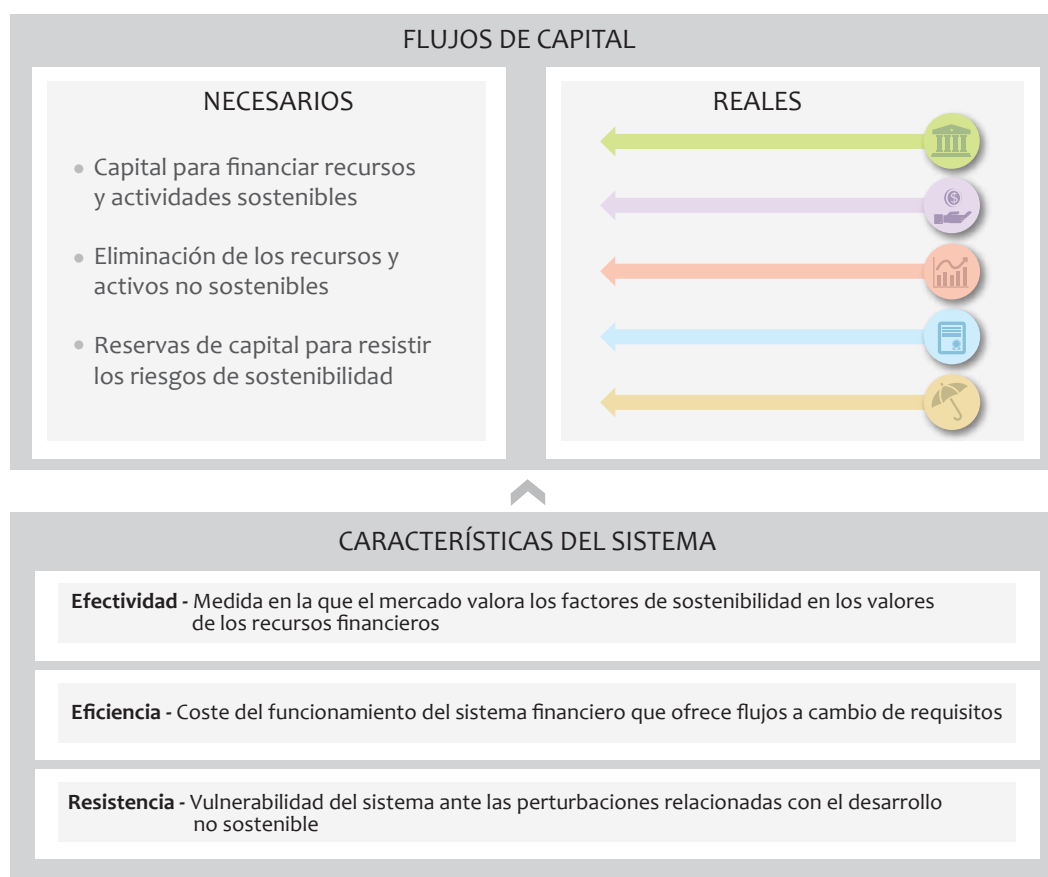 FLUJOS DE CAPITAL
NECESARIOS
Capital para financiar recursos
y actividades sostenibles
Eliminación de los recursos y
activos no sostenibles
Reservas de capital para resistir
los riesgos de sostenibilidad
REALES
CARACTERÍSTICAS DEL SISTEMA
Efectividad - Medida en la que el mercado valora los factores de sostenibilidad en los valores
de los recursos financieros
Eficiencia - Coste del funcionamiento del sistema financiero que ofrece flujos a cambio de requisitos
Resistencia - Vulnerabilidad del sistema ante las perturbaciones relacionadas con el desarrollo
no sostenible